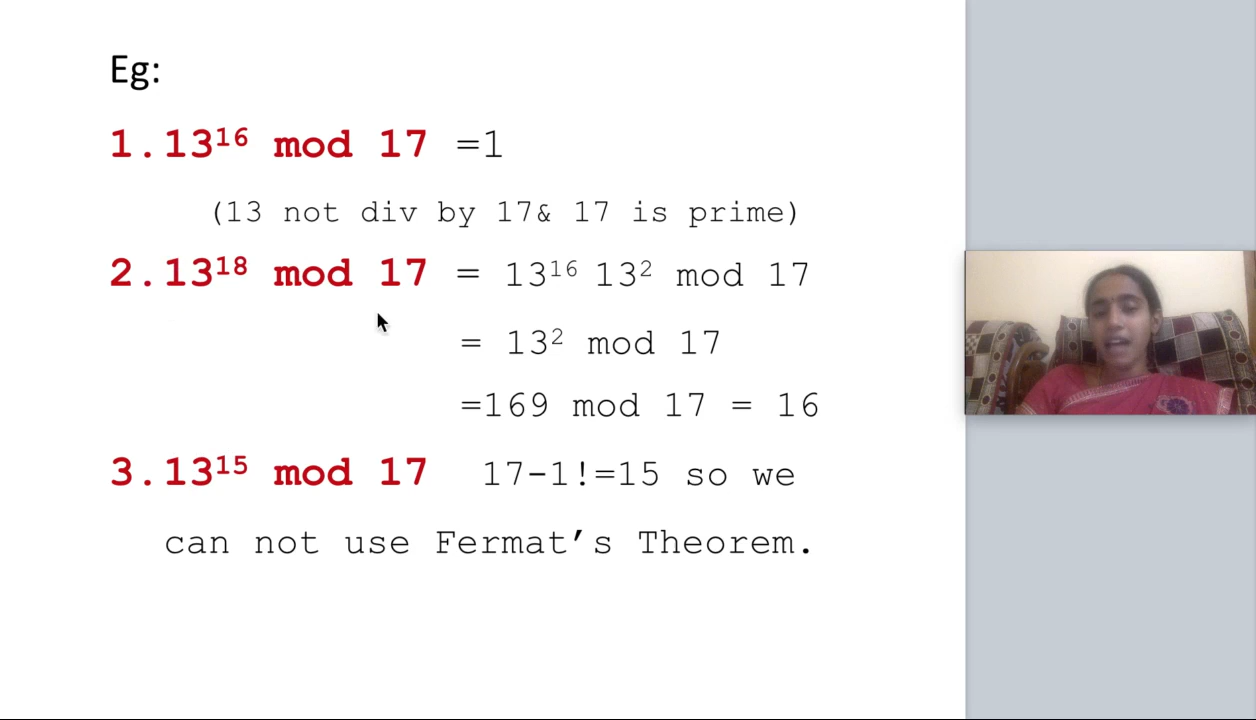 Eg:
1.13¹⁶ mod 17 =1
(13 not div by 17& 17 is prime)
2.13¹⁸ mod 17 = 13¹⁶ 13² mod 17
= 13² mod 17
=169 mod 17 = 16
3.13¹⁵ mod 17 17-1!=15 so we
can not use Fermat’s Theorem.